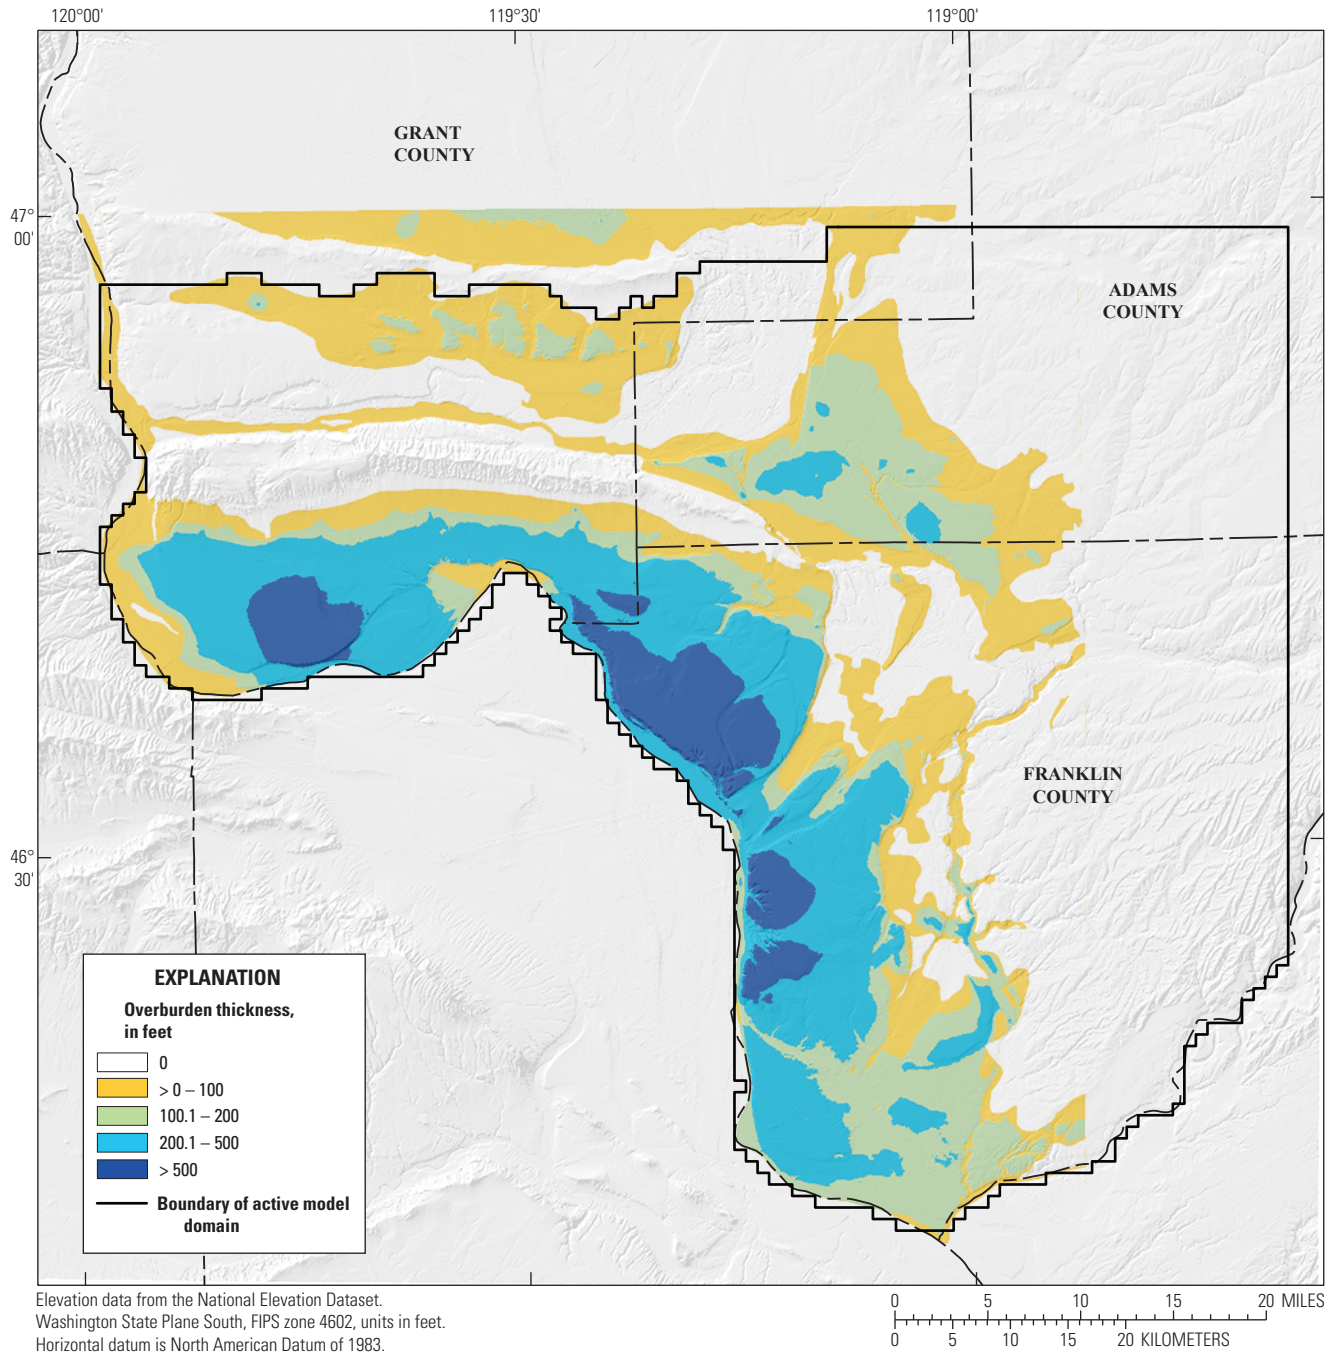 120°00'
119°30'
119°00'
GRANT
COUNTY
47°
00'
ADAMS
COUNTY
FRANKLIN
COUNTY
46°
30'
EXPLANATION
Overburden thickness,
in feet
0
> 0 – 100
100.1 – 200
200.1 – 500
> 500
Boundary of active model
domain
Elevation data from the National Elevation Dataset.
Washington State Plane South, FIPS zone 4602, units in feet.
Horizontal datum is North American Datum of 1983.
0 5 10 15 20 MILES
0 5 10 15 20 KILOMETERS